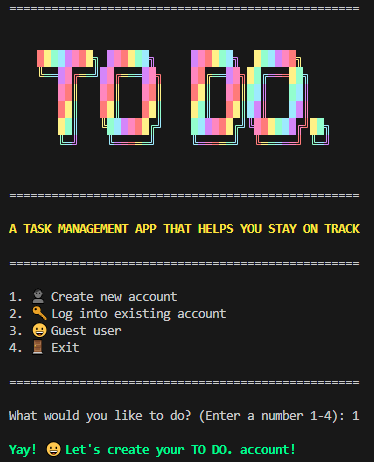 ==================================================
TO DO.
==================================================
A TASK MANAGEMENT APP THAT HELPS YOU STAY ON TRACK
==================================================
1. 👤 Create new account
2. 🔑 Log into existing account
3. 😀 Guest user
4. 🚪 Exit
==================================================
What would you like to do? (Enter a number 1-4): 1
Yay! 😀 Let's create your TO DO. account!